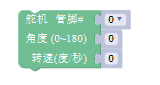 舵机 管脚# 0
角度 (0~180) 0
转速(度/秒) 0